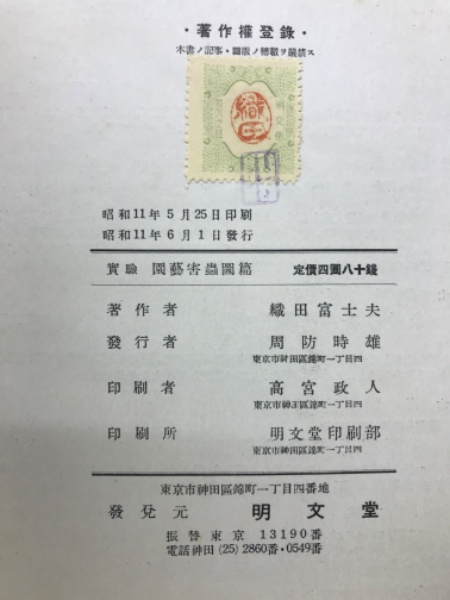 ・著作權登錄・
本書ノ記事・圖版ノ轉載ヲ嚴禁ス
明文堂
昭和11年5月25日印刷
昭和11年6月1日發行
實驗 園藝害蟲圖篇 定價四圓八十錢
著作者 織田富士夫
發行者 周防時雄
東京市神田區錦町一丁目四
印刷者 高宮政人
東京市神田區錦町一丁目四
印刷所 明文堂印刷部
東京市神田區錦町一丁目四
東京市神田區錦町一丁目四番地
發兌元 明文堂
振替東京 13190番
電話神田(25)2860番・0549番